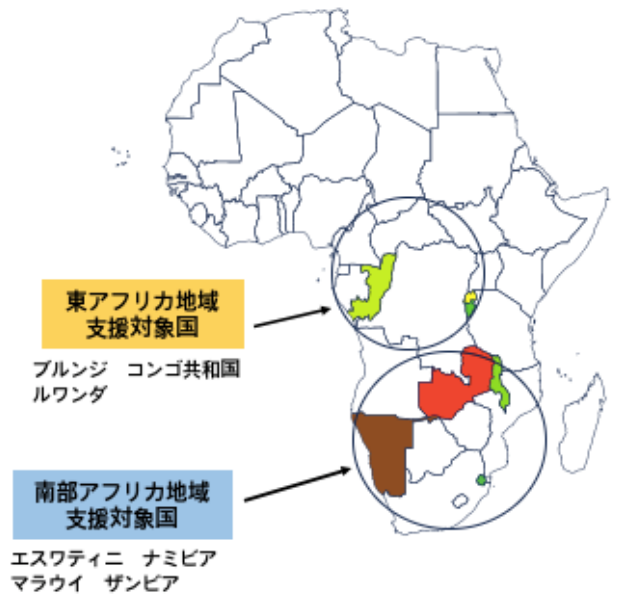 東アフリカ地域
支援対象国
ブルンジ　コンゴ共和国
ルワンダ
南部アフリカ地域
支援対象国
エスワティニ　ナミビア
マラウイ　ザンビア